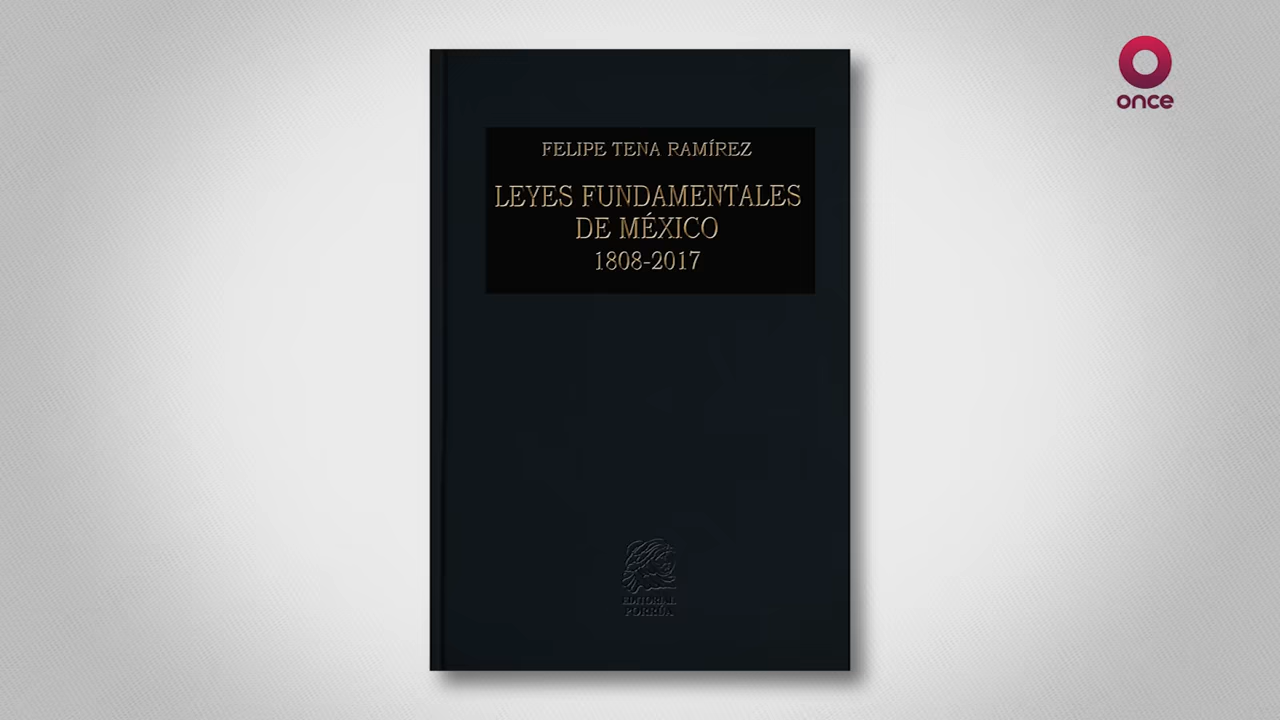 FELIPE TENA RAMÍREZ
LEYES FUNDAMENTALES
DE MÉXICO
1808-2017
EDITORIAL
PORRÚA
once